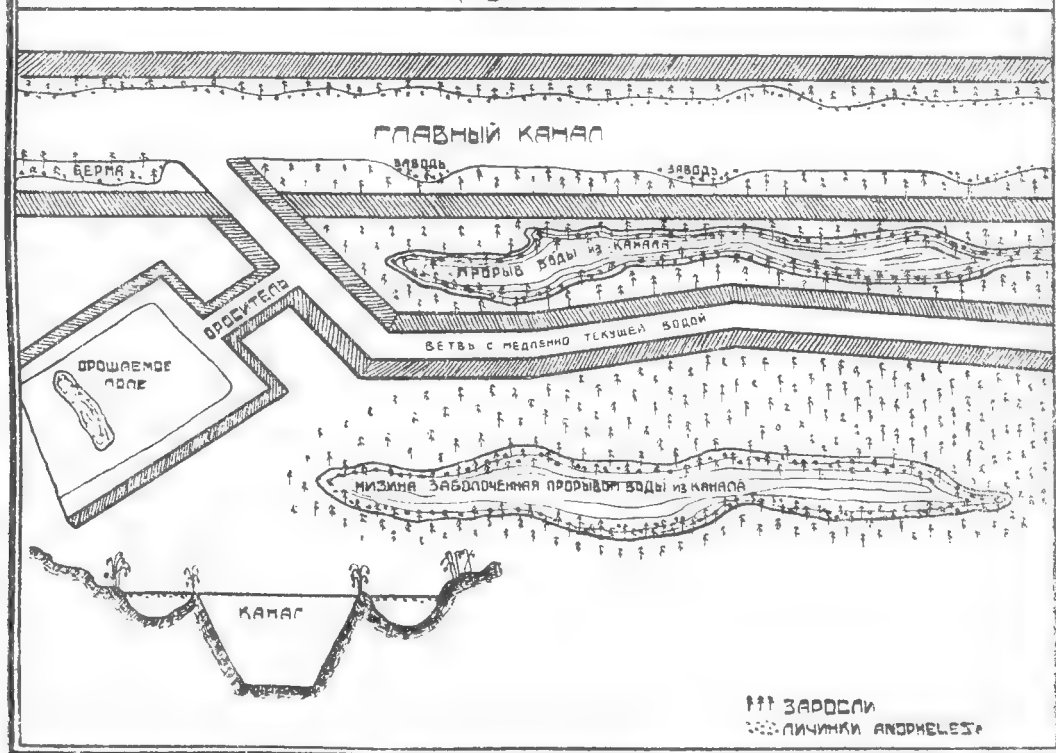 ГЛАВНЫЙ КАНАЛ
БЕРМА
ЗАВОДЬ
ЗАВОДЬ
ПРОРЫВ ВОДЫ ИЗ КАНАЛА
ОРОСИТЕЛЬ
ВЕТВЬ С МЕДЛЕННО ТЕКУЩЕЙ ВОДОЙ
ОРОШАЕМОЕ
ПОЛЕ
НИЗИНА ЗАБОЛОЧЕННАЯ ПРОРЫВОМ ВОДЫ ИЗ КАНАЛА
КАНАЛ
ЗАРОСЛИ
ЛИЧИНКИ ANOPHELES'А